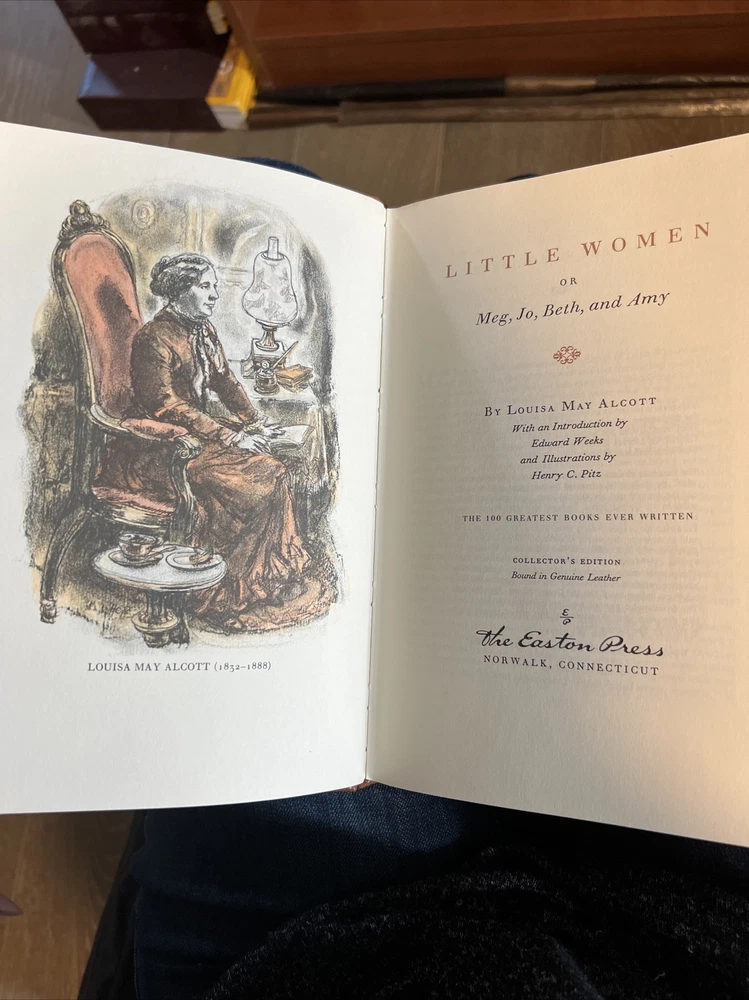 LOUISA MAY ALCOTT (1832–1888)
LITTLE WOMEN
OR
Meg, Jo, Beth, and Amy
BY LOUISA MAY ALCOTT
With an Introduction by
Edward Weeks
and Illustrations by
Henry C. Pitz
THE 100 GREATEST BOOKS EVER WRITTEN
COLLECTOR'S EDITION
Bound in Genuine Leather
E
P
The Easton Press
NORWALK, CONNECTICUT